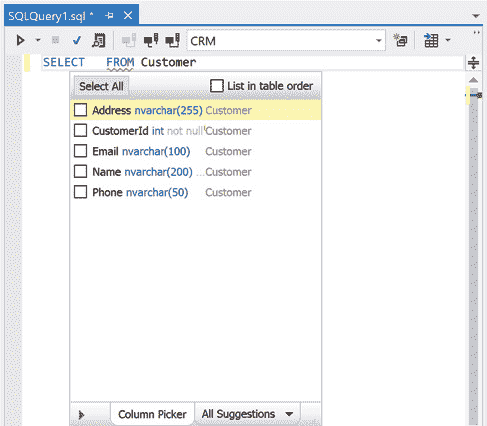 SQLQuery1.sql *
CRM
SELECT FROM Customer
Select All List in table order
Address nvarchar(255) Customer
CustomerId int not null Customer
Email nvarchar(100) Customer
Name nvarchar(200) ... Customer
Phone nvarchar(50) Customer
Column Picker All Suggestions